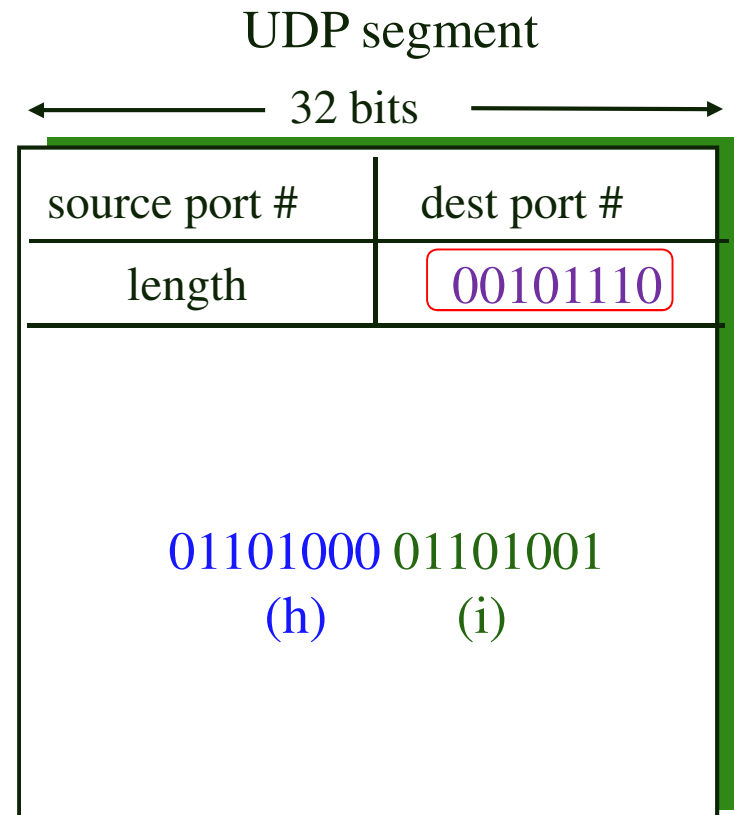 UDP segment
32 bits
source port # dest port #
length 00101110
01101000 01101001
(h) (i)